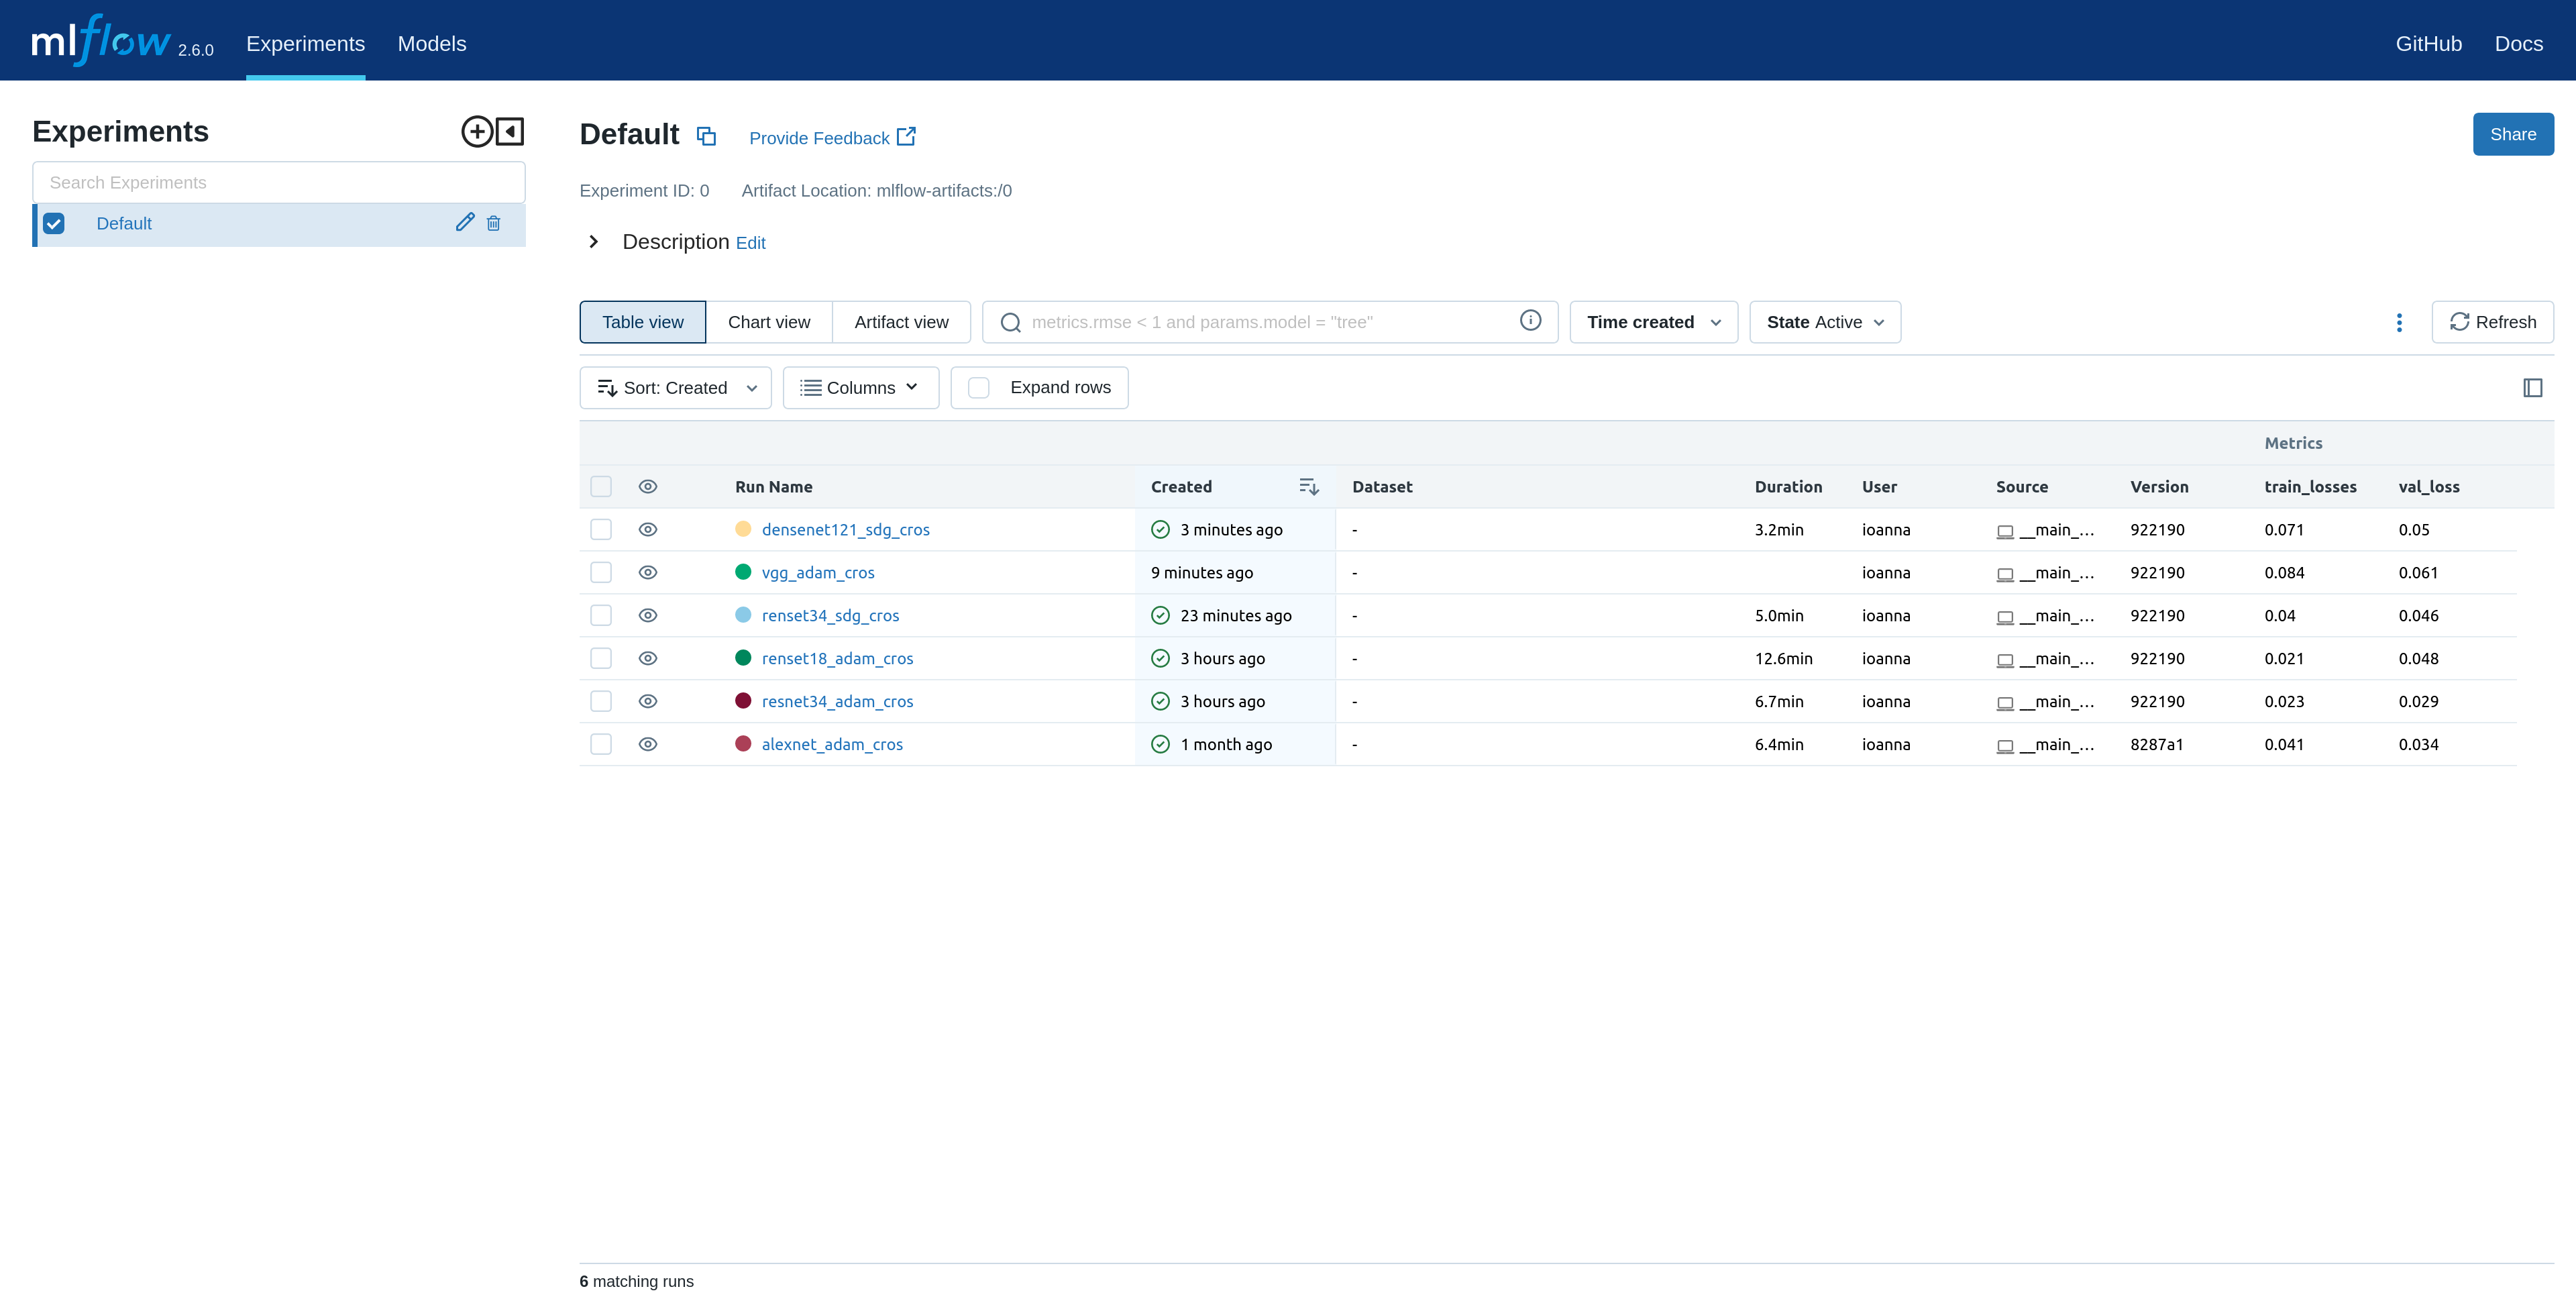 mlflow 2.6.0 Experiments Models GitHub Docs
Experiments
Search Experiments
Default
Default Provide Feedback Share
Experiment ID: 0 Artifact Location: mlflow-artifacts:/0
Description Edit
Table view Chart view Artifact view metrics.rmse < 1 and params.model = "tree" Time created State Active Refresh
Sort: Created Columns Expand rows
Metrics
Run Name Created Dataset Duration User Source Version train_losses val_loss
densenet121_sdg_cros 3 minutes ago - 3.2min ioanna __main_... 922190 0.071 0.05
vgg_adam_cros 9 minutes ago - ioanna __main_... 922190 0.084 0.061
renset34_sdg_cros 23 minutes ago - 5.0min ioanna __main_... 922190 0.04 0.046
renset18_adam_cros 3 hours ago - 12.6min ioanna __main_... 922190 0.021 0.048
resnet34_adam_cros 3 hours ago - 6.7min ioanna __main_... 922190 0.023 0.029
alexnet_adam_cros 1 month ago - 6.4min ioanna __main_... 8287a1 0.041 0.034
6 matching runs